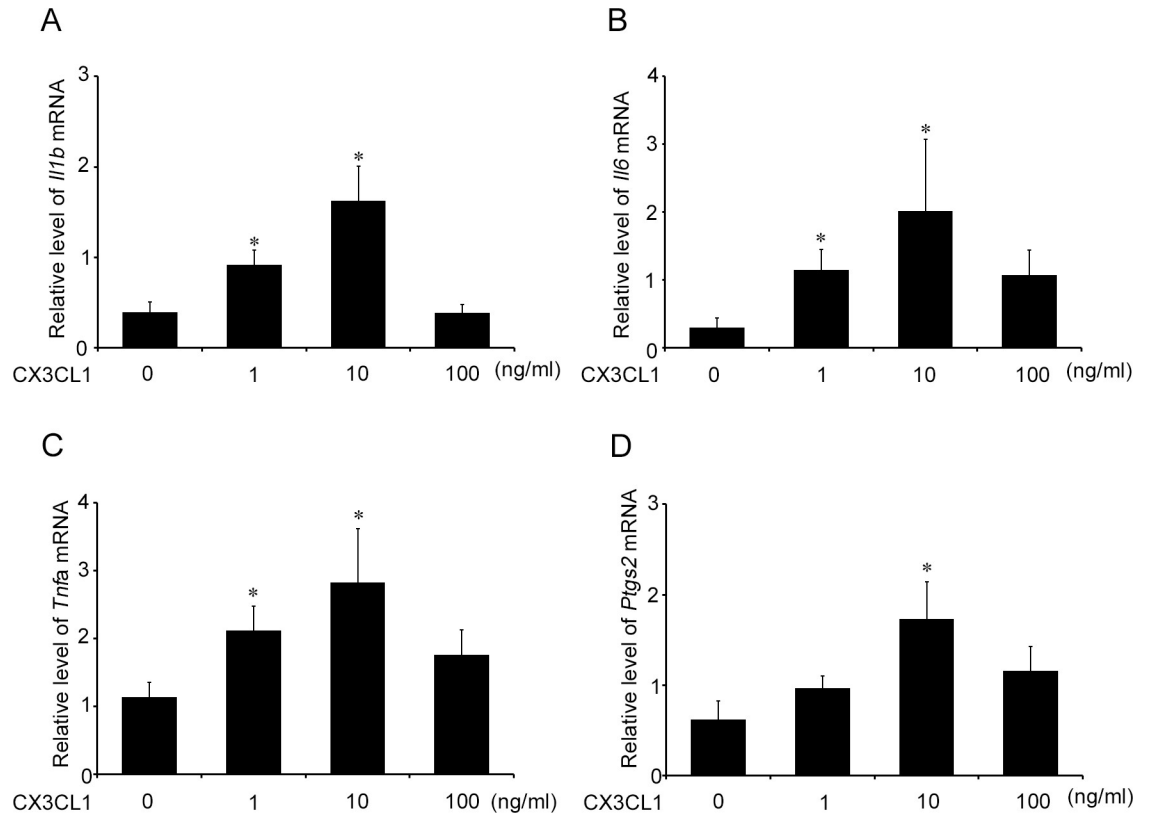 A
Relative level of Il1b mRNA
3
2
1
0
*
*
CX3CL1 0 1 10 100 (ng/ml)
B
Relative level of Il6 mRNA
4
3
2
1
0
*
*
CX3CL1 0 1 10 100 (ng/ml)
C
Relative level of Tnfa mRNA
4
3
2
1
0
*
*
CX3CL1 0 1 10 100 (ng/ml)
D
Relative level of Ptgs2 mRNA
3
2
1
0
*
CX3CL1 0 1 10 100 (ng/ml)